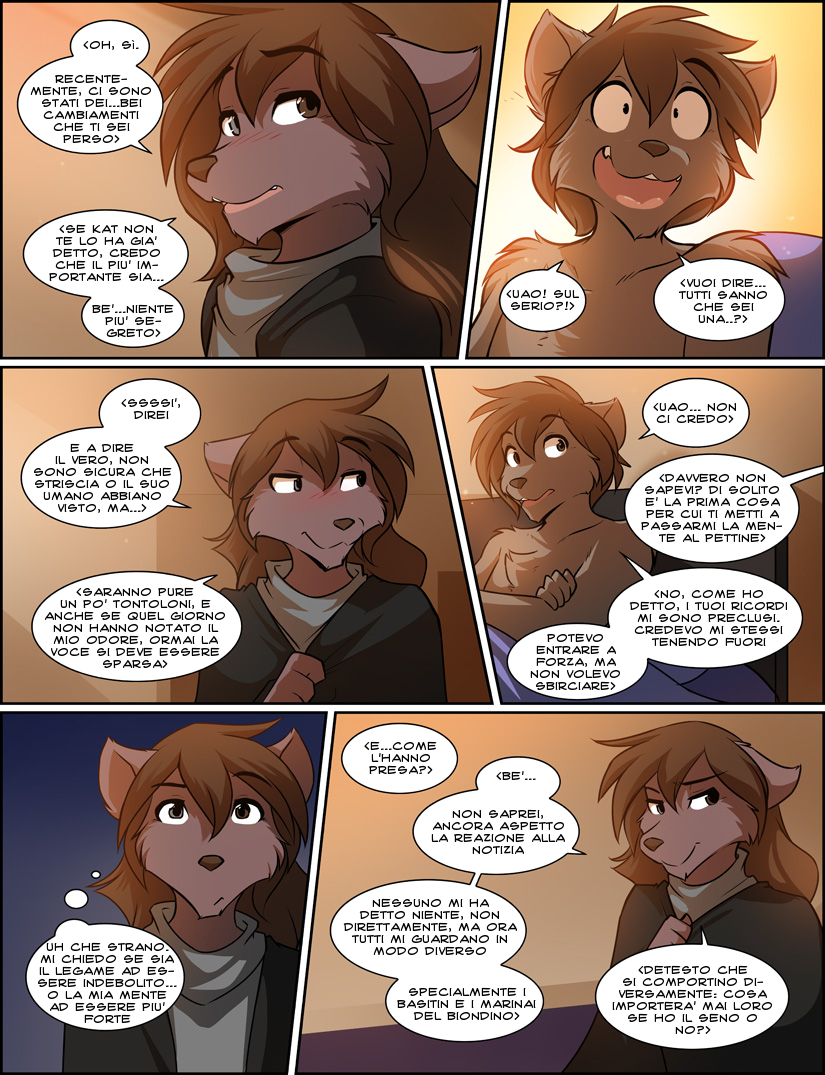 <OH, SÌ.
RECENTE-
MENTE, CI SONO
STATI DEI...BEI
CAMBIAMENTI
CHE TI SEI
PERSO>
<SE KAT NON
TE LO HA GIA'
DETTO, CREDO
CHE IL PIU' IM-
PORTANTE SIA...
BE'...NIENTE
PIU' SE-
GRETO>
<UAO! SUL
SERIO?!>
<VUOI DIRE...
TUTTI SANNO
CHE SEI
UNA..?>
<SSSSI',
DIREI
E A DIRE
IL VERO, NON
SONO SICURA CHE
STRISCIA O IL SUO
UMANO ABBIANO
VISTO, MA...>
<SARANNO PURE
UN PO' TONTOLONI, E
ANCHE SE QUEL GIORNO
NON HANNO NOTATO IL
MIO ODORE, ORMAI LA
VOCE SI DEVE ESSERE
SPARSA>
<UAO... NON
CI CREDO>
<DAVVERO NON
SAPEVI? DI SOLITO
E' LA PRIMA COSA
PER CUI TI METTI A
PASSARMI LA MEN-
TE AL PETTINE>
<NO, COME HO
DETTO, I TUOI RICORDI
MI SONO PRECLUSI.
CREDEVO MI STESSI
TENENDO FUORI
POTEVO
ENTRARE A
FORZA, MA
NON VOLEVO
SBIRCIARE>
UH CHE STRANO.
MI CHIEDO SE SIA
IL LEGAME AD ES-
SERE INDEBOLITO...
O LA MIA MENTE
AD ESSERE PIU'
FORTE
<E...COME
L'HANNO
PRESA?>
<BE'...
NON SAPREI,
ANCORA ASPETTO
LA REAZIONE ALLA
NOTIZIA
NESSUNO MI HA
DETTO NIENTE, NON
DIRETTAMENTE, MA ORA
TUTTI MI GUARDANO IN
MODO DIVERSO
SPECIALMENTE I
BASITIN E I MARINAI
DEL BIONDINO>
<DETESTO CHE
SI COMPORTINO DI-
VERSAMENTE: COSA
IMPORTERA' MAI LORO
SE HO IL SENO O
NO?>